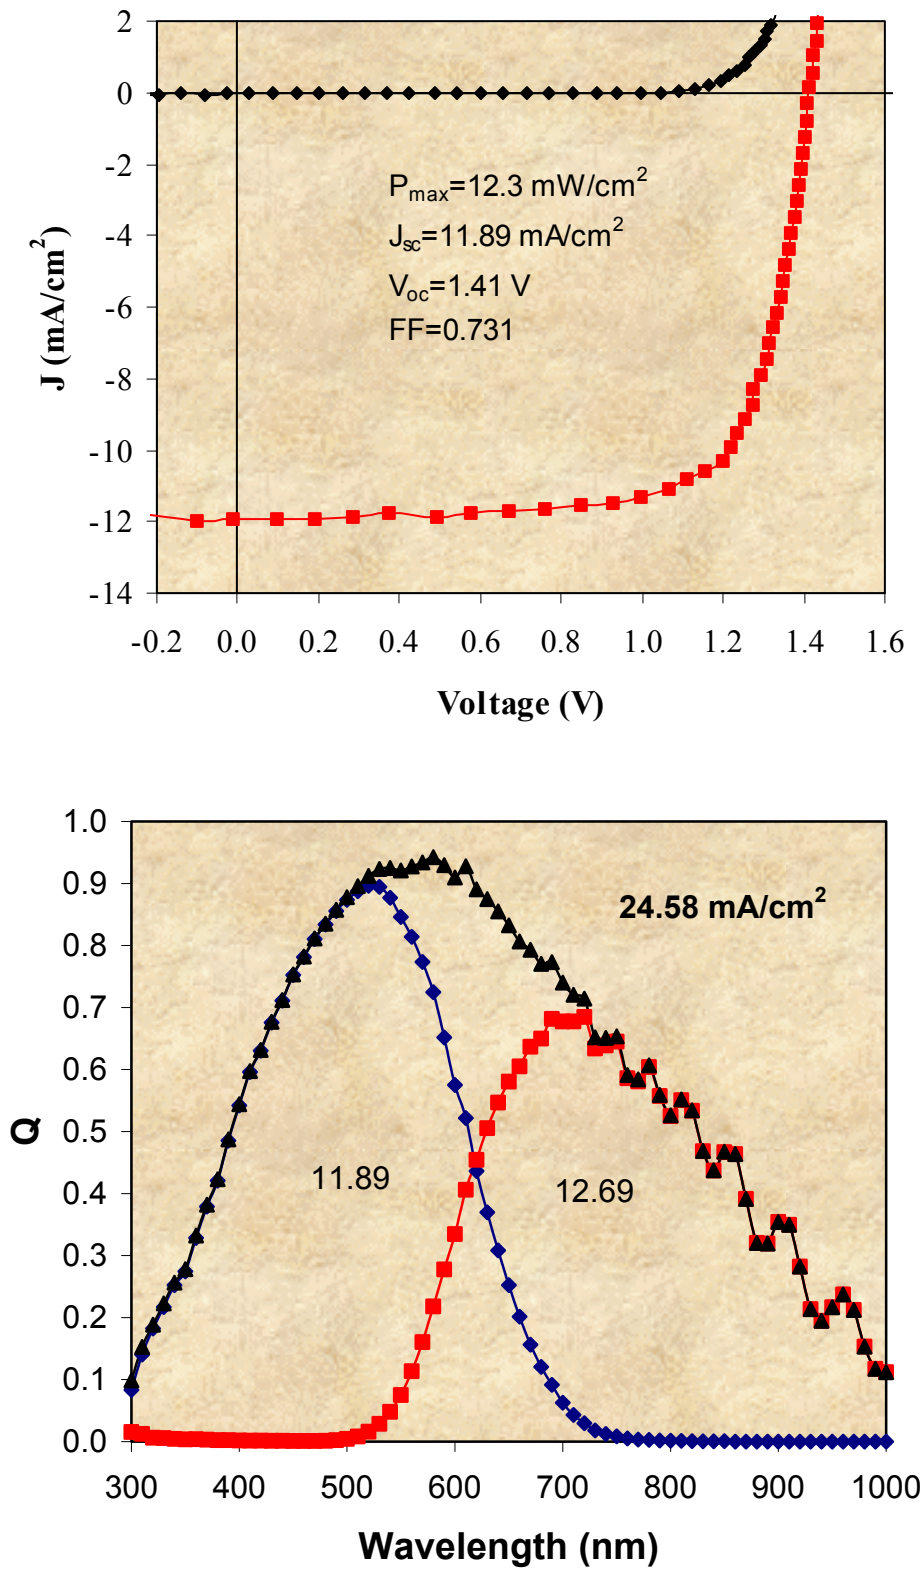 2
0
-2
-4
-6
-8
-10
-12
-14
J (mA/cm²)
P_max=12.3 mW/cm²
J_sc=11.89 mA/cm²
V_oc=1.41 V
FF=0.731
-0.2 0.0 0.2 0.4 0.6 0.8 1.0 1.2 1.4 1.6
Voltage (V)
1.0
0.9
0.8
0.7
0.6
0.5
0.4
0.3
0.2
0.1
0.0
Q
24.58 mA/cm²
11.89
12.69
300 400 500 600 700 800 900 1000
Wavelength (nm)